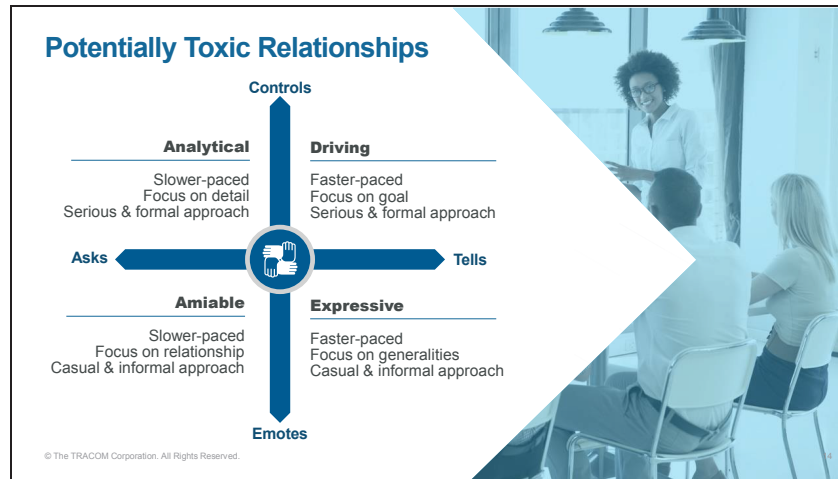 Potentially Toxic Relationships
Controls
Analytical
Slower-paced
Focus on detail
Serious & formal approach
Driving
Faster-paced
Focus on goal
Serious & formal approach
Asks
Tells
Amiable
Slower-paced
Focus on relationship
Casual & informal approach
Expressive
Faster-paced
Focus on generalities
Casual & informal approach
Emotes
© The TRACOM Corporation. All Rights Reserved.
4